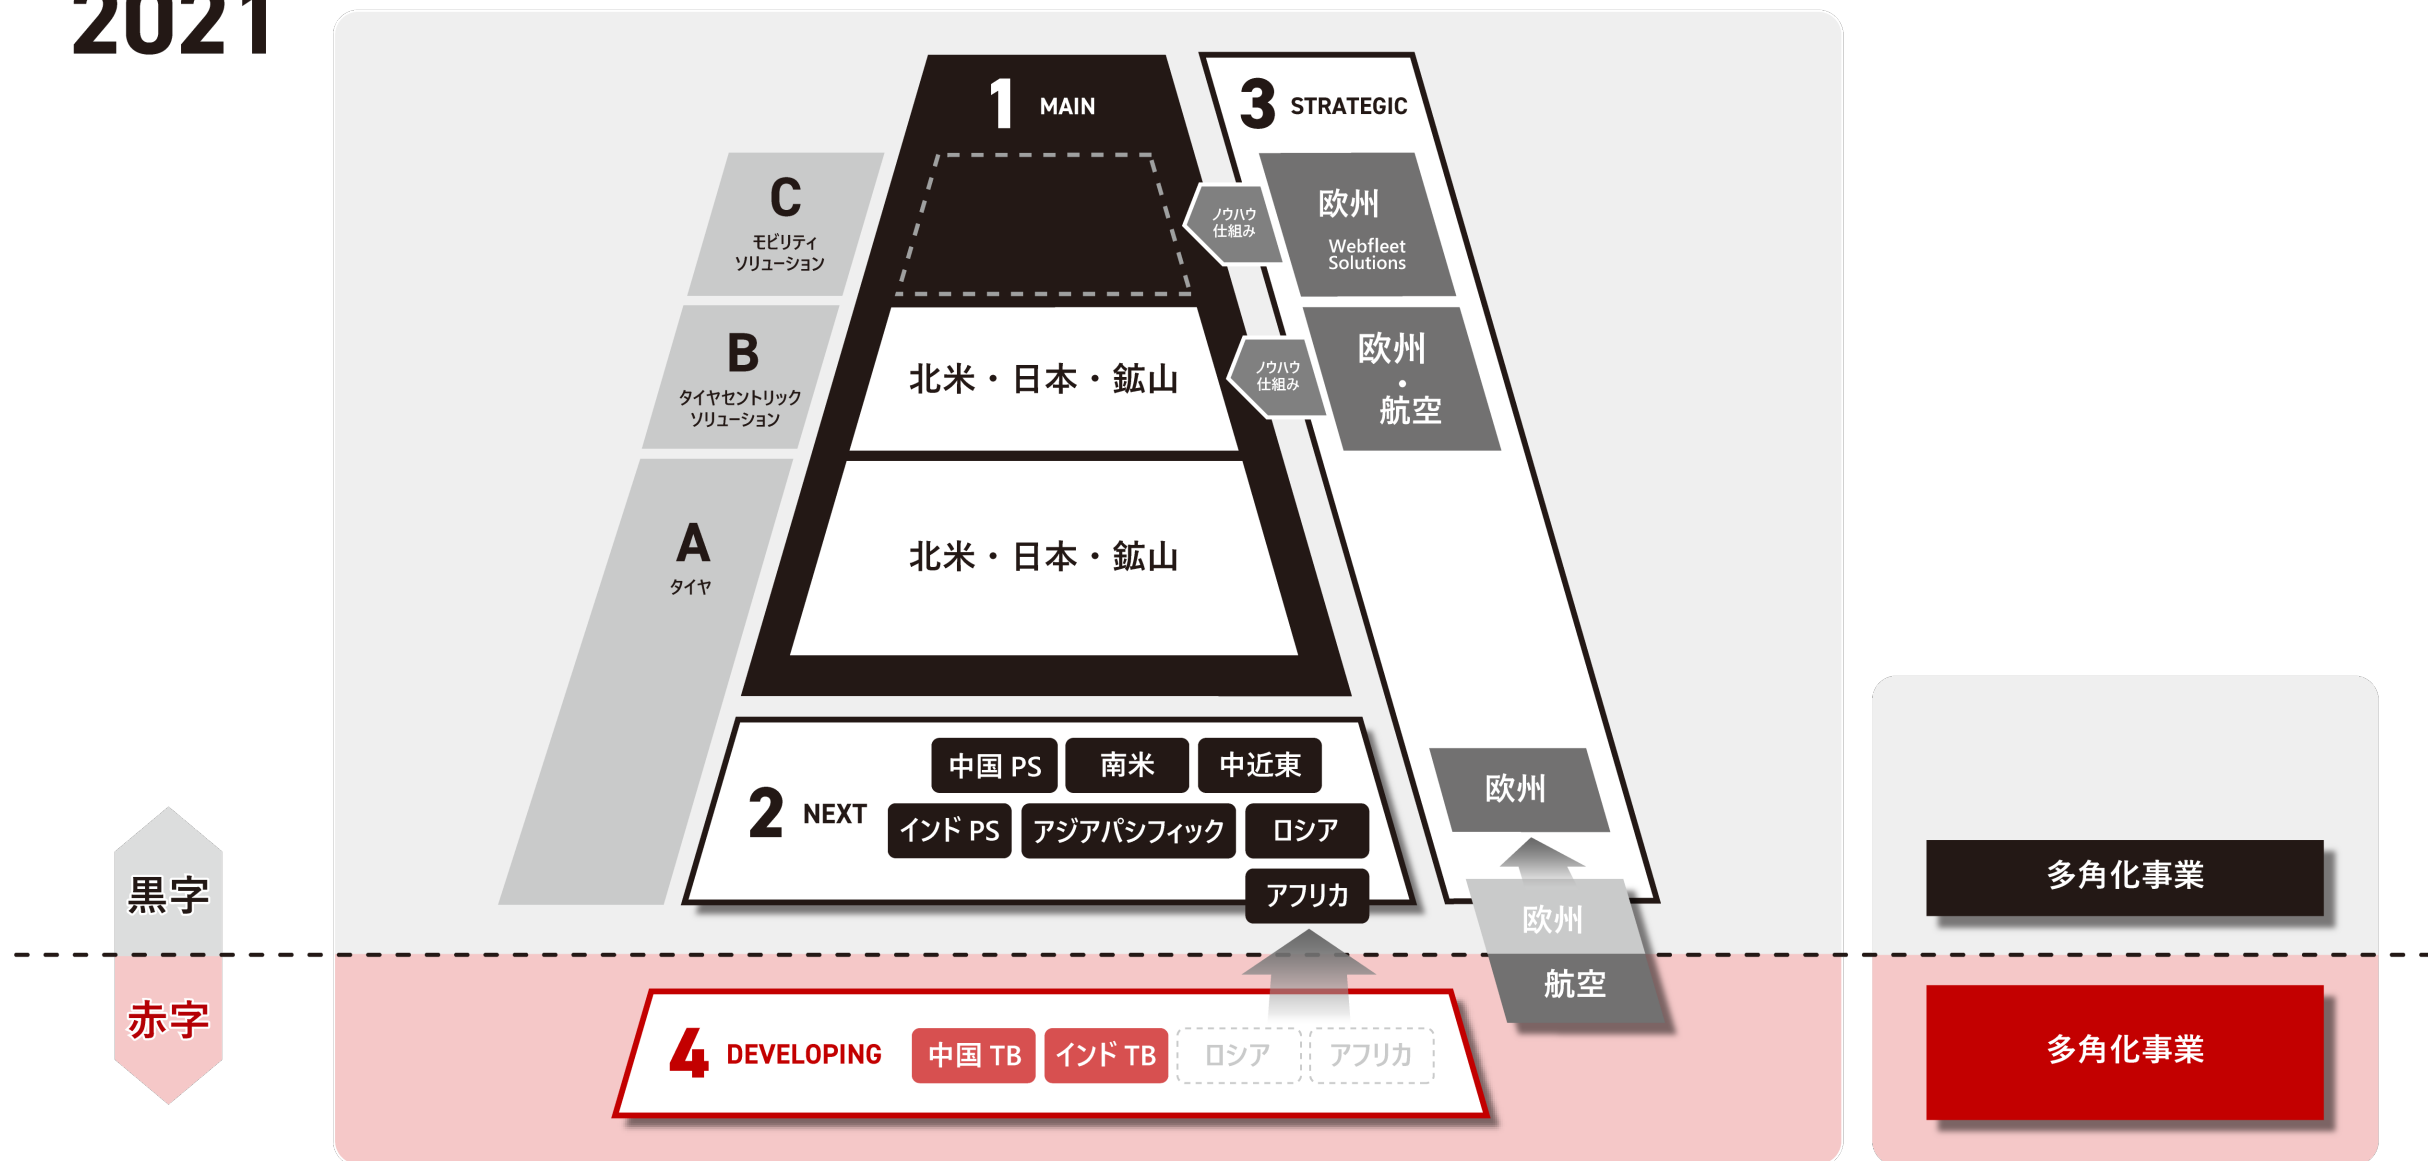 2021
1 MAIN
3 STRATEGIC
C
モビリティ
ソリューション
ノウハウ
仕組み
欧州
Webfleet
Solutions
B
タイヤセントリック
ソリューション
北米・日本・鉱山
ノウハウ
仕組み
欧州
・
航空
A
タイヤ
北米・日本・鉱山
2 NEXT
中国 PS
南米
中近東
インド PS
アジアパシフィック
ロシア
アフリカ
欧州
欧州
航空
黒字
赤字
4 DEVELOPING
中国 TB
インド TB
ロシア
アフリカ
多角化事業
多角化事業